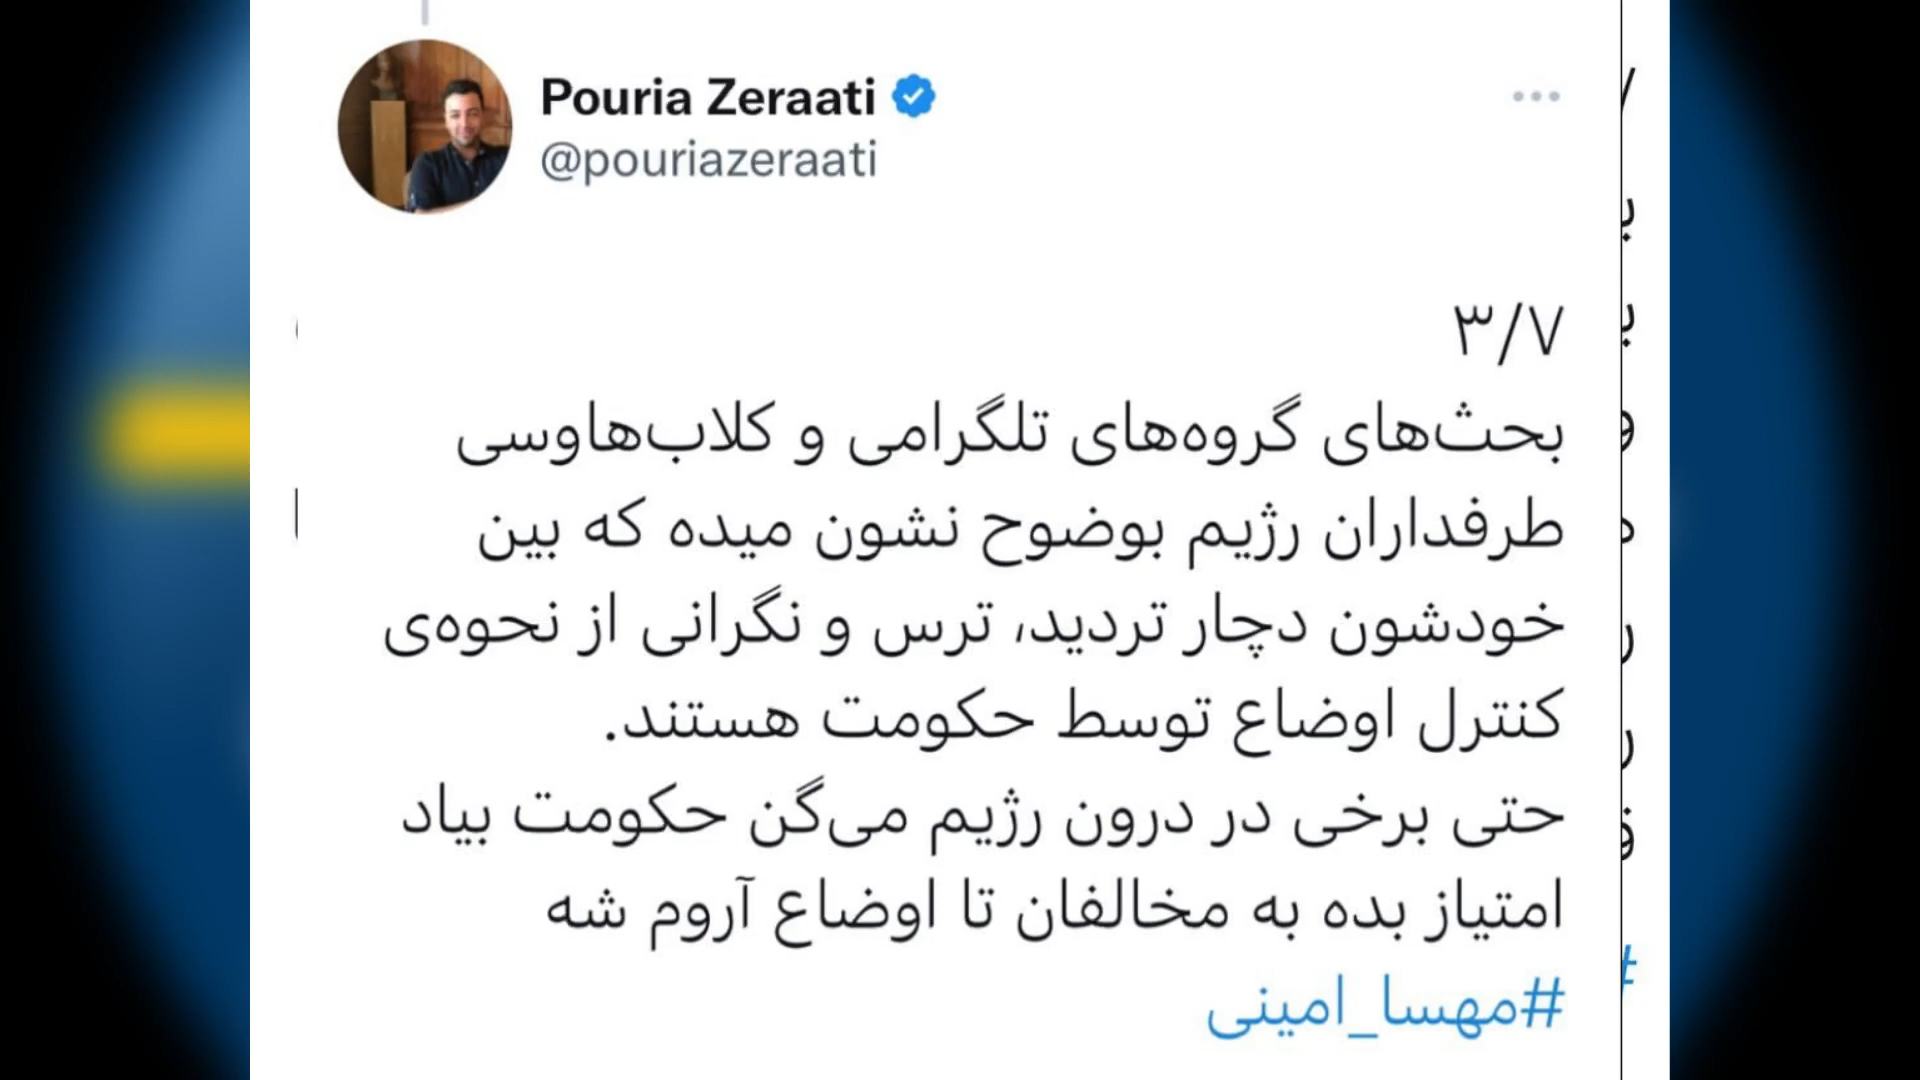 Pouria Zeraati
@pouriazeraati
۳/۷
بحث‌های گروه‌های تلگرامی و کلاب‌هاوسی
طرفداران رژیم بوضوح نشون میده که بین
خودشون دچار تردید، ترس و نگرانی از نحوه‌ی
کنترل اوضاع توسط حکومت هستند.
حتی برخی در درون رژیم می‌گن حکومت بیاد
امتیاز بده به مخالفان تا اوضاع آروم شه
#مهسا_امینی